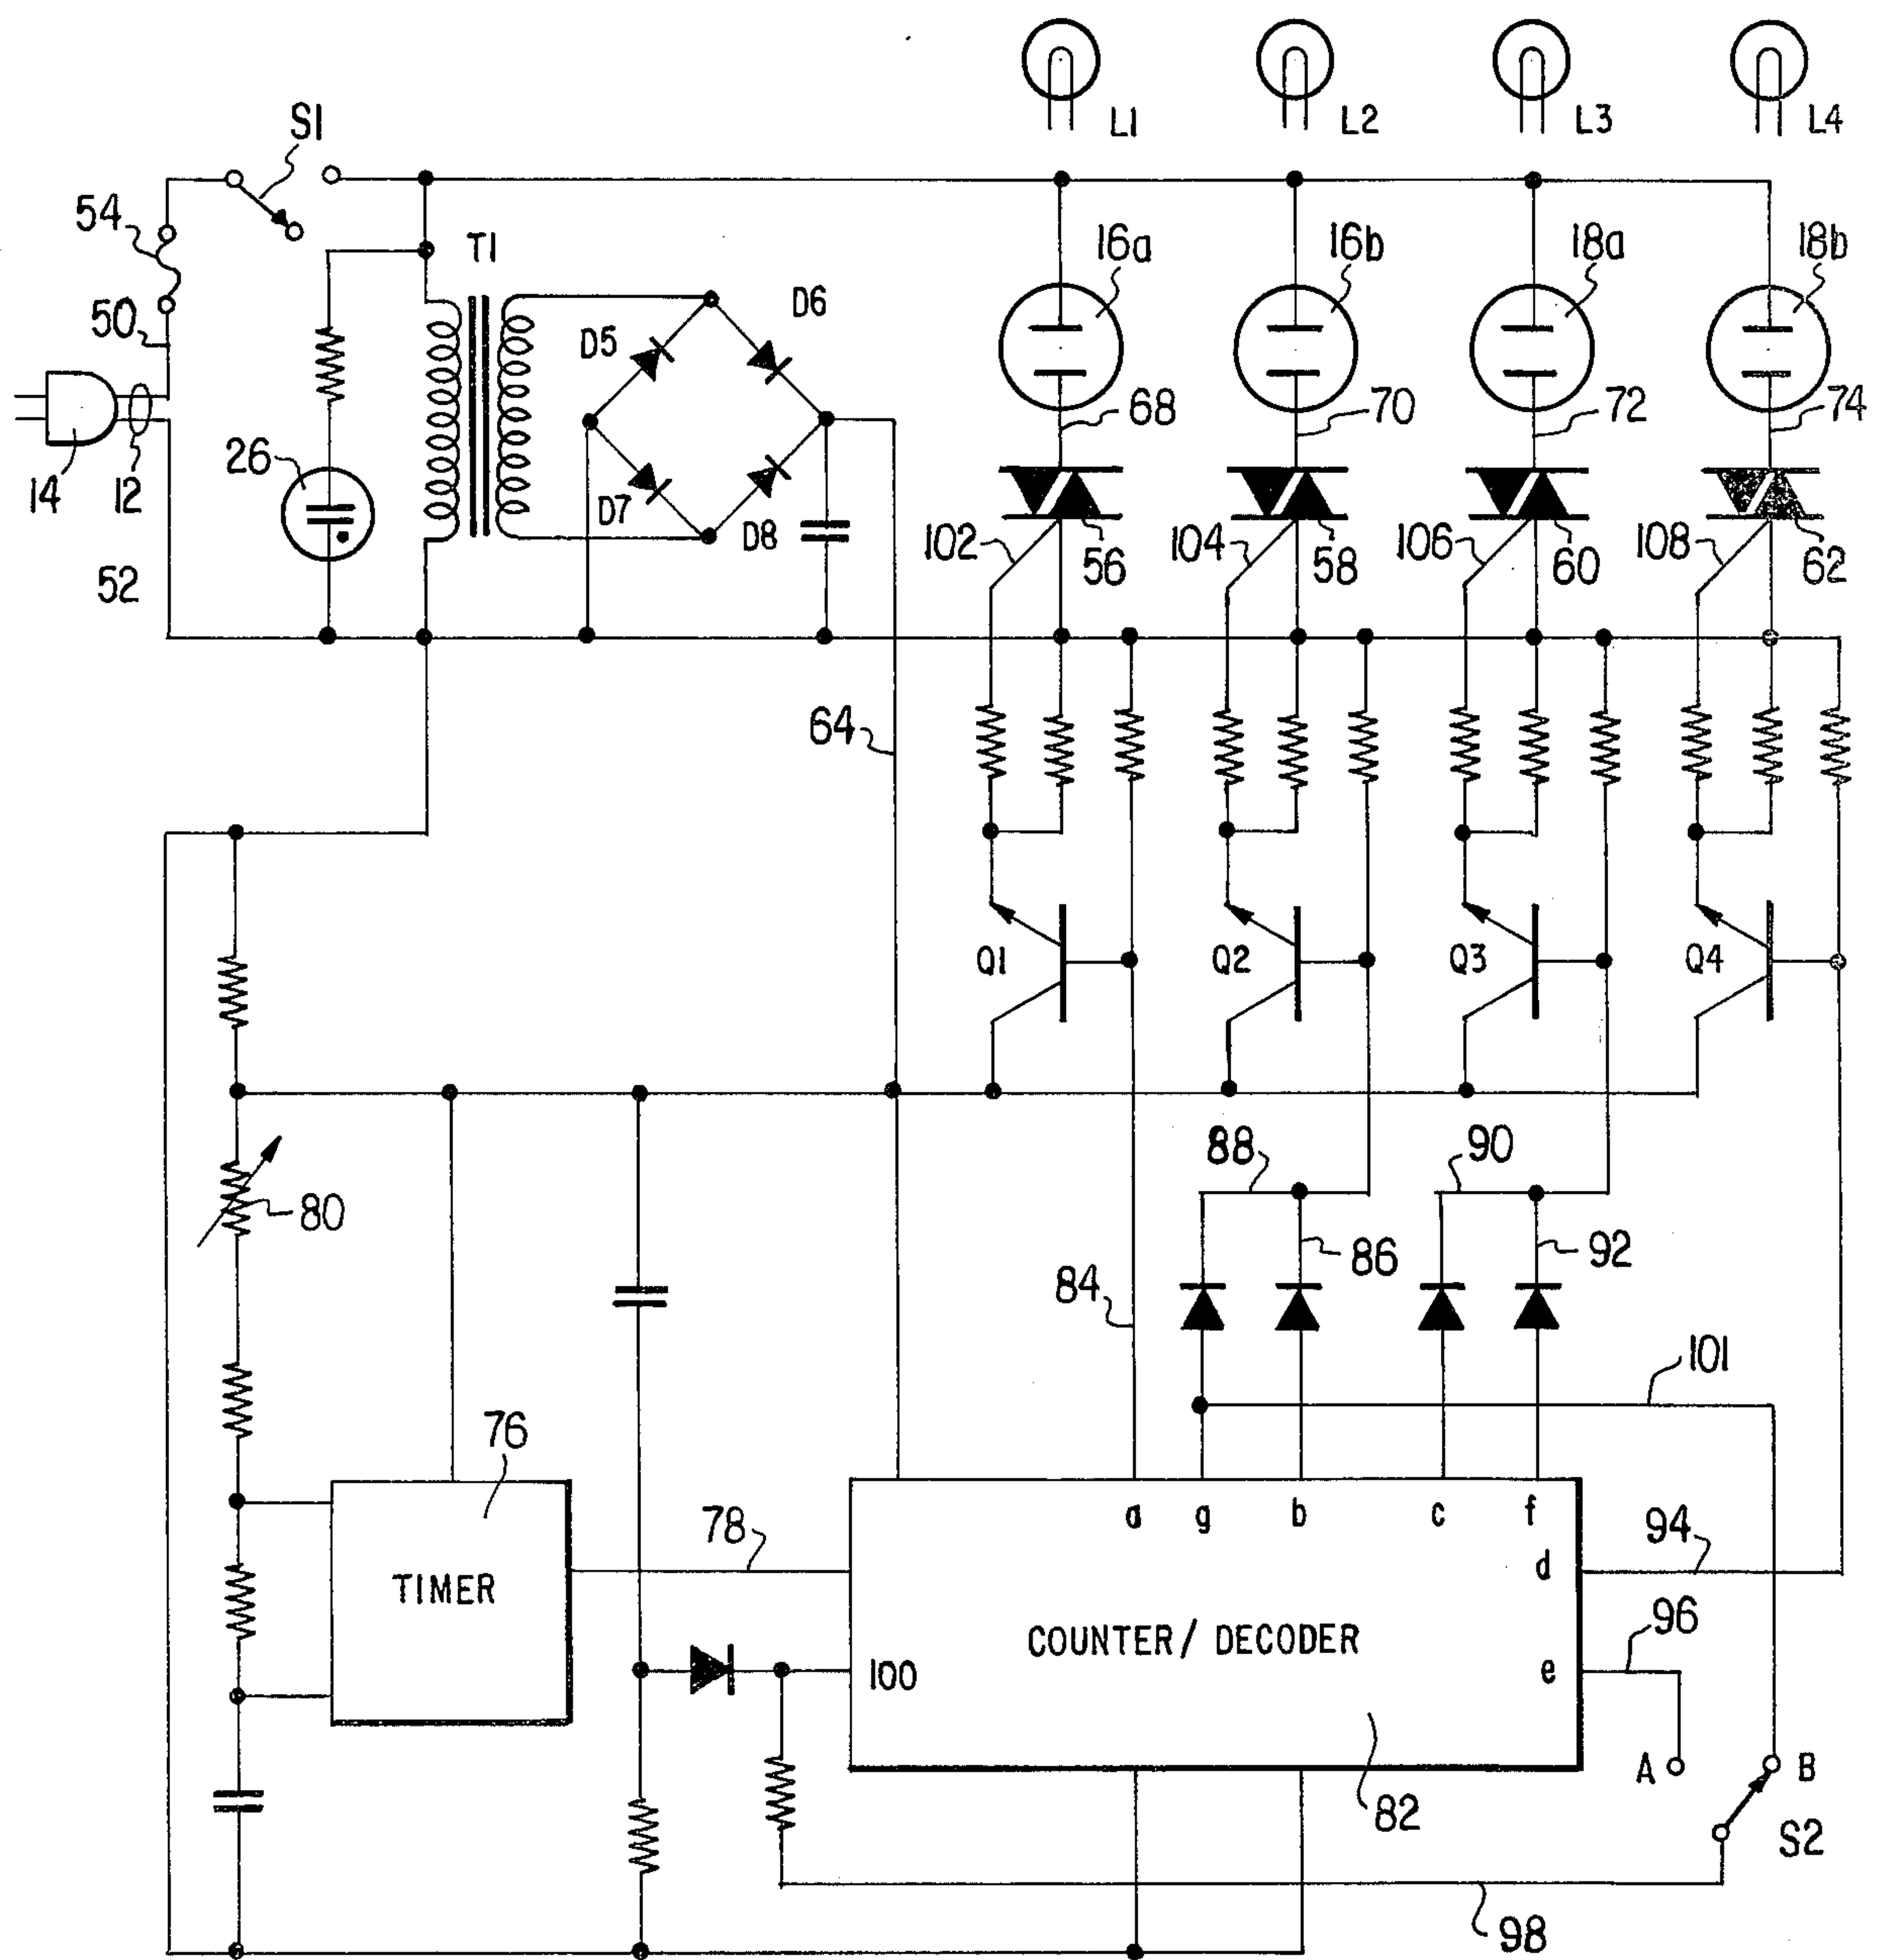 L1 L2 L3 L4
S1
54
T1
16a 16b 18a 18b
D6
50
D5
68 70 72 74
26
14 12
D7
D8
102 56 104 58 106 60 108 62
52
64
Q1 Q2 Q3 Q4
88 90
80
86 92
84
101
76
a g b c f
78
94
d
TIMER
COUNTER/ DECODER
96
100
e
A B
82
S2
98